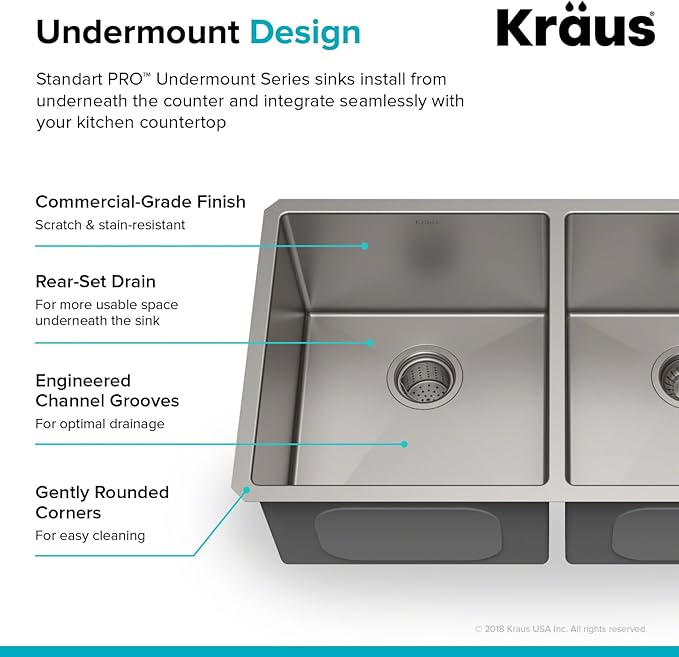 Undermount Design
Kräus®
Standart PRO™ Undermount Series sinks install from
underneath the counter and integrate seamlessly with
your kitchen countertop
Commercial-Grade Finish
Scratch & stain-resistant
Rear-Set Drain
For more usable space
underneath the sink
Engineered
Channel Grooves
For optimal drainage
Gently Rounded
Corners
For easy cleaning
Kraus
© 2018 Kraus USA Inc. All rights reserved.